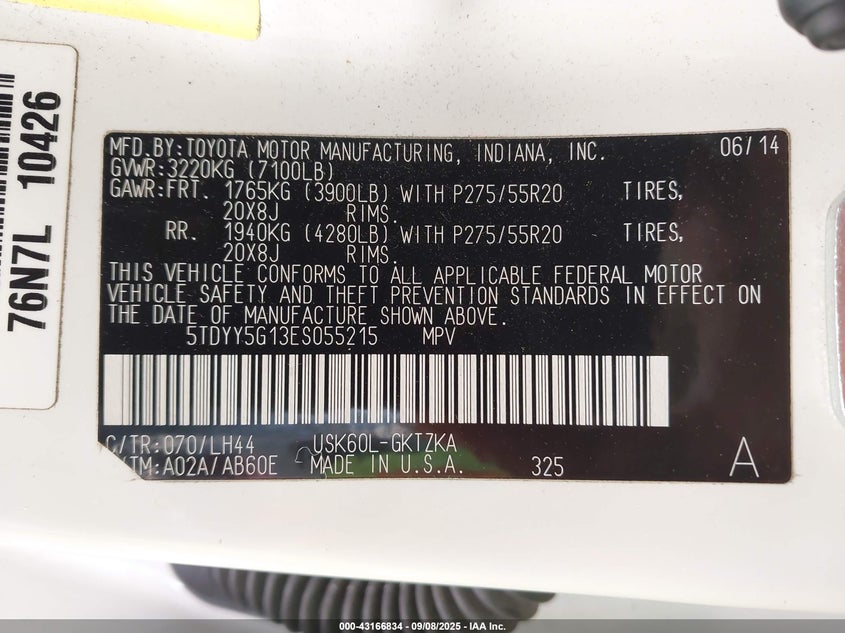 76N7L 10426
MFD.BY:TOYOTA MOTOR MANUFACTURING, INDIANA, INC. 06/14
GVWR:3220KG (7100LB)
GAWR:FRT. 1765KG (3900LB) WITH P275/55R20 TIRES,
20X8J RIMS.
RR. 1940KG (4280LB) WITH P275/55R20 TIRES,
20X8J RIMS.
THIS VEHICLE CONFORMS TO ALL APPLICABLE FEDERAL MOTOR
VEHICLE SAFETY AND THEFT PREVENTION STANDARDS IN EFFECT ON
THE DATE OF MANUFACTURE SHOWN ABOVE.
5TDYY5G13ES055215 MPV
C/TR:070/LH44 USK60L-GKTZKA
/TM:A02A/AB60E MADE IN U.S.A. 325 A
000-43166834 - 09/08/2025 - IAA Inc.